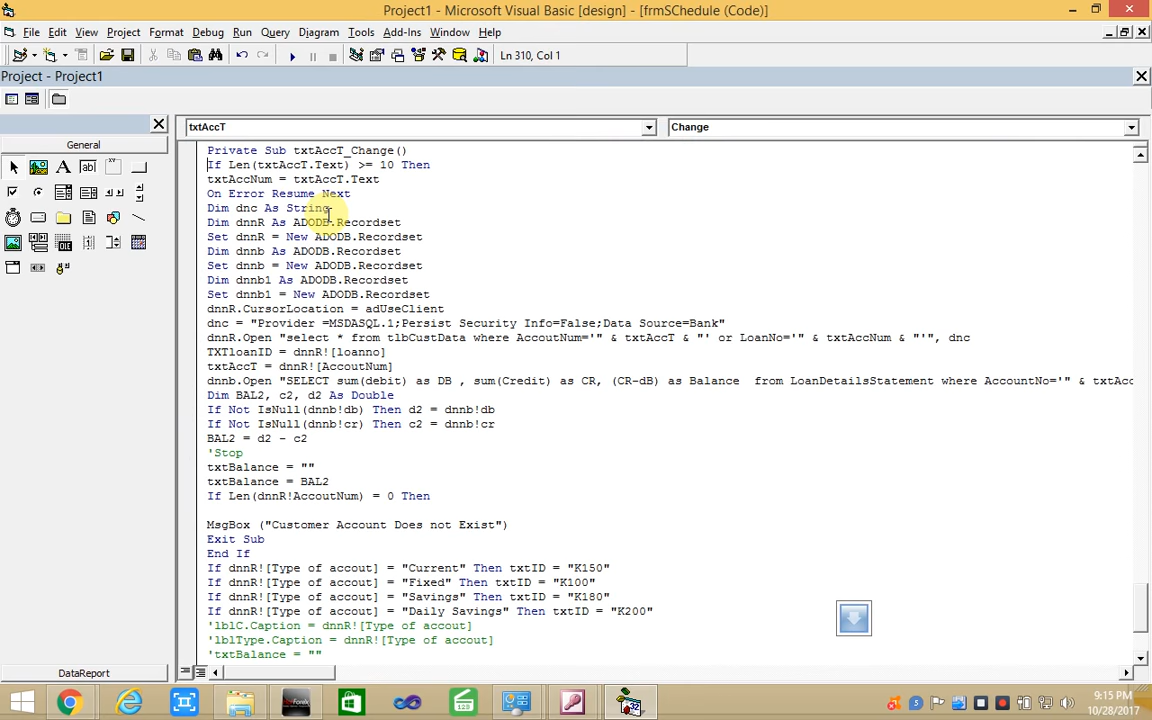 Project1 - Microsoft Visual Basic [design] - [frmSChedule (Code)]
File Edit View Project Format Debug Run Query Diagram Tools Add-Ins Window Help
Ln 310, Col 1
Project - Project1
General
DataReport
txtAccT
Change
Private Sub txtAccT_Change()
If Len(txtAccT.Text) >= 10 Then
txtAccNum = txtAccT.Text
On Error Resume Next
Dim dnc As String
Dim dnnR As ADODB.Recordset
Set dnnR = New ADODB.Recordset
Dim dnnb As ADODB.Recordset
Set dnnb = New ADODB.Recordset
Dim dnnb1 As ADODB.Recordset
Set dnnb1 = New ADODB.Recordset
dnnR.CursorLocation = adUseClient
dnc = "Provider =MSDASQL.1;Persist Security Info=False;Data Source=Bank"
dnnR.Open "select * from tlbCustData where AccoutNum='" & txtAccT & "' or LoanNo='" & txtAccNum & "'", dnc
TXTloanID = dnnR![loanno]
txtAccT = dnnR![AccoutNum]
dnnb.Open "SELECT sum(debit) as DB , sum(Credit) as CR, (CR-dB) as Balance  from LoanDetailsStatement where AccountNo='" & txtAcc
Dim BAL2, c2, d2 As Double
If Not IsNull(dnnb!db) Then d2 = dnnb!db
If Not IsNull(dnnb!cr) Then c2 = dnnb!cr
BAL2 = d2 - c2
'Stop
txtBalance = ""
txtBalance = BAL2
If Len(dnnR!AccoutNum) = 0 Then
MsgBox ("Customer Account Does not Exist")
Exit Sub
End If
If dnnR![Type of accout] = "Current" Then txtID = "K150"
If dnnR![Type of accout] = "Fixed" Then txtID = "K100"
If dnnR![Type of accout] = "Savings" Then txtID = "K180"
If dnnR![Type of accout] = "Daily Savings" Then txtID = "K200"
'lblC.Caption = dnnR![Type of accout]
'lblType.Caption = dnnR![Type of accout]
'txtBalance = ""
9:15 PM
10/28/2017